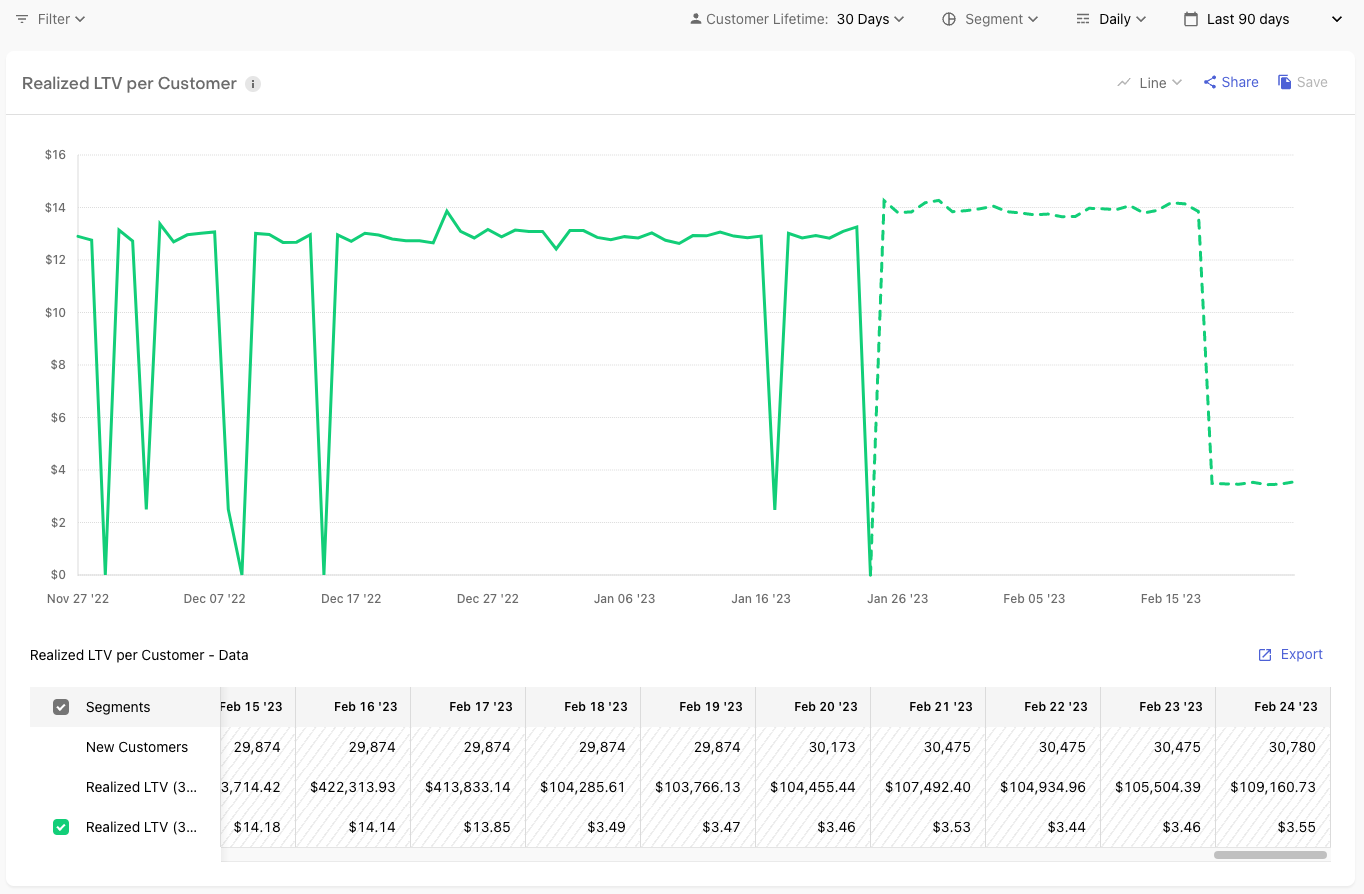 Filter Customer Lifetime: 30 Days Segment Daily Last 90 days
Realized LTV per Customer i Line Share Save
$16
$14
$12
$10
$8
$6
$4
$2
$0
Nov 27 '22 Dec 07 '22 Dec 17 '22 Dec 27 '22 Jan 06 '23 Jan 16 '23 Jan 26 '23 Feb 05 '23 Feb 15 '23
Realized LTV per Customer - Data Export
Segments Feb 15 '23 Feb 16 '23 Feb 17 '23 Feb 18 '23 Feb 19 '23 Feb 20 '23 Feb 21 '23 Feb 22 '23 Feb 23 '23 Feb 24 '23
New Customers 29,874 29,874 29,874 29,874 29,874 30,173 30,475 30,475 30,475 30,780
Realized LTV (3... 3,714.42 $422,313.93 $413,833.14 $104,285.61 $103,766.13 $104,455.44 $107,492.40 $104,934.96 $105,504.39 $109,160.73
Realized LTV (3... $14.18 $14.14 $13.85 $3.49 $3.47 $3.46 $3.53 $3.44 $3.46 $3.55